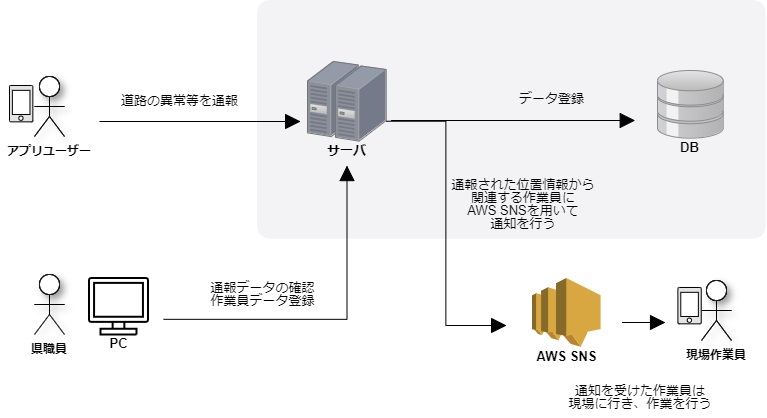 道路の異常等を通報
データ登録
アプリユーザー
サーバ
DB
通報された位置情報から
関連する作業員に
AWS SNSを用いて
通知を行う
通報データの確認
作業員データ登録
県職員
PC
AWS SNS
現場作業員
通知を受けた作業員は
現場に行き、作業を行う